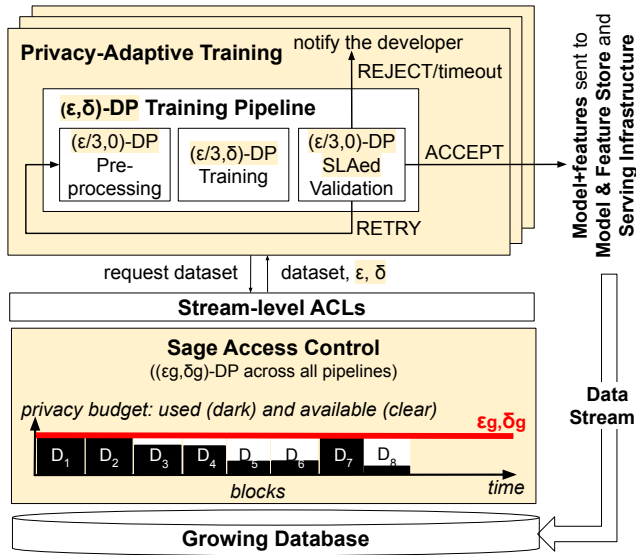 Privacy-Adaptive Training
notify the developer
REJECT/timeout
(ε,δ)-DP Training Pipeline
(ε/3,0)-DP
Pre-
processing
(ε/3,δ)-DP
Training
(ε/3,0)-DP
SLAed
Validation
ACCEPT
RETRY
Model+features sent to
Model & Feature Store and
Serving Infrastructure
request dataset
dataset, ε, δ
Stream-level ACLs
Sage Access Control
((εg,δg)-DP across all pipelines)
privacy budget: used (dark) and available (clear)
εg,δg
D1 D2 D3 D4 D5 D6 D7 D8
blocks
time
Data
Stream
Growing Database